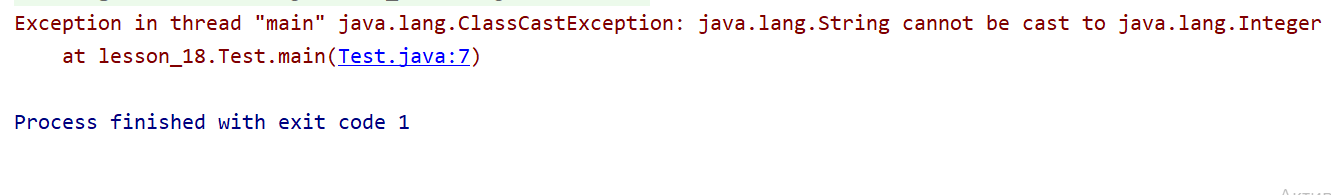 Exception in thread "main" java.lang.ClassCastException: java.lang.String cannot be cast to java.lang.Integer
at lesson_18.Test.main(Test.java:7)
Process finished with exit code 1